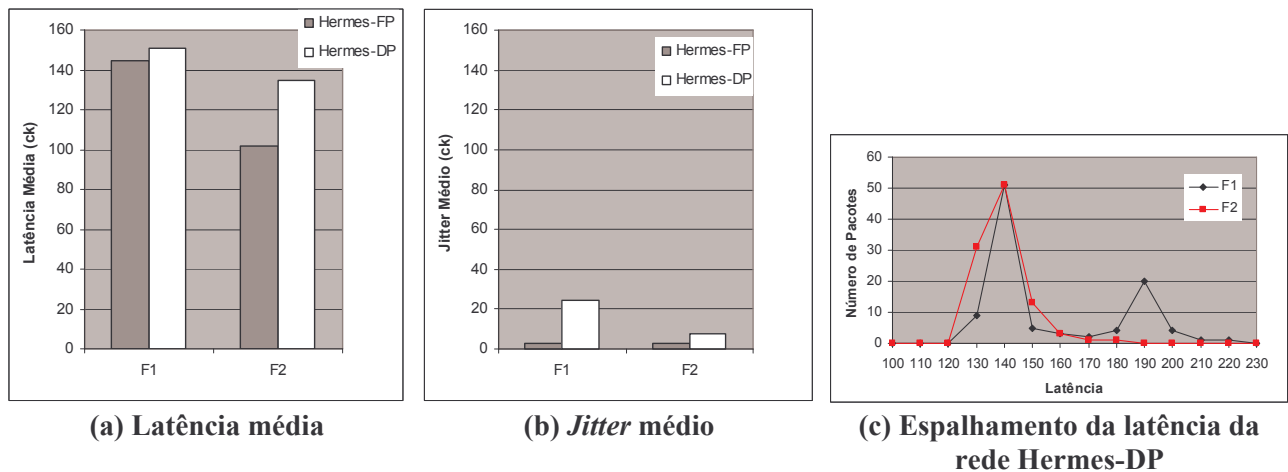 160
140
120
100
80
60
40
20
0
Latência Média (ck)
F1
F2
Hermes-FP
Hermes-DP
(a) Latência média
160
140
120
100
80
60
40
20
0
Jitter Médio (ck)
F1
F2
Hermes-FP
Hermes-DP
(b) Jitter médio
60
50
40
30
20
10
0
Número de Pacotes
100 110 120 130 140 150 160 170 180 190 200 210 220 230
Latência
F1
F2
(c) Espalhamento da latência da
rede Hermes-DP